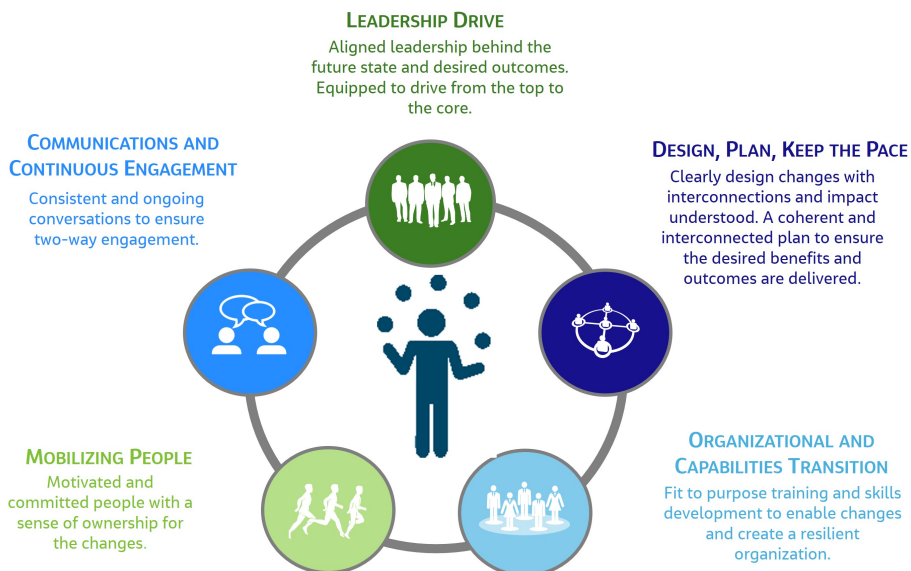 Leadership Drive
Aligned leadership behind the
future state and desired outcomes.
Equipped to drive from the top to
the core.
Communications and
Continuous Engagement
Consistent and ongoing
conversations to ensure
two-way engagement.
Design, Plan, Keep the Pace
Clearly design changes with
interconnections and impact
understood. A coherent and
interconnected plan to ensure
the desired benefits and
outcomes are delivered.
Mobilizing People
Motivated and
committed people with a
sense of ownership for
the changes.
Organizational and
Capabilities Transition
Fit to purpose training and skills
development to enable changes
and create a resilient
organization.